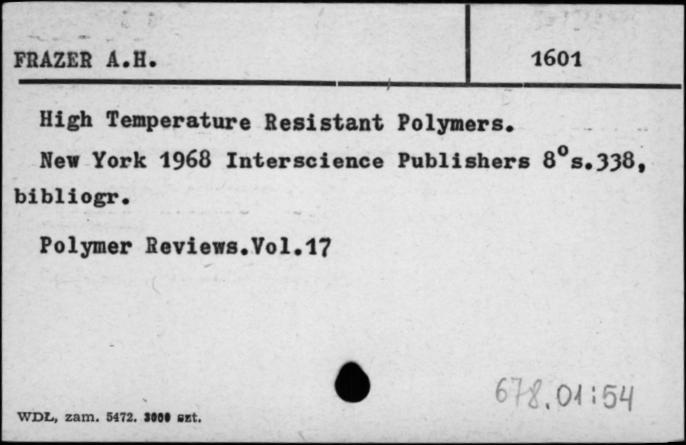 FRAZER A.H.
1601
High Temperature Resistant Polymers.
New York 1968 Interscience Publishers 8°s.338,
bibliogr.
Polymer Reviews.Vol.17
678.01:54
WDL, zam. 5472. 3000 szt.